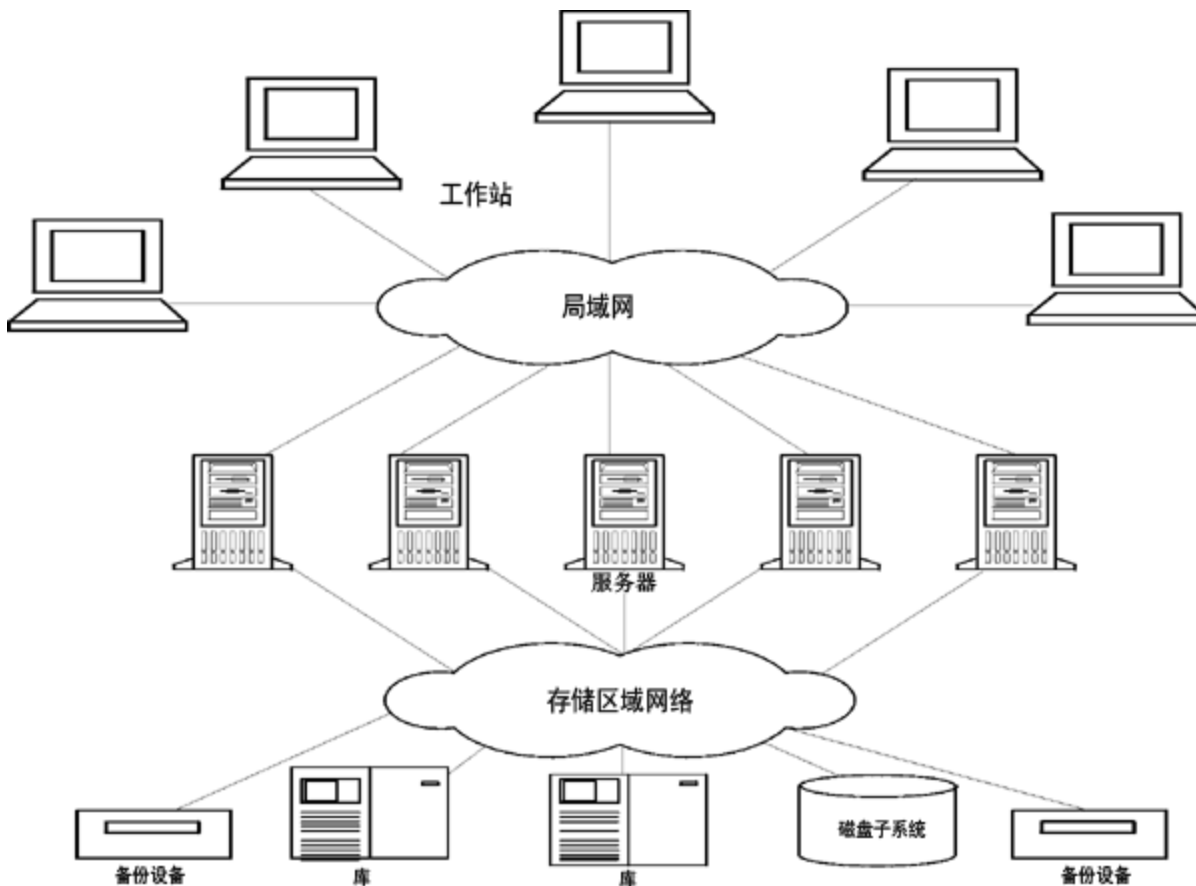 工作站
局域网
服务器
存储区域网络
磁盘子系统
备份设备
库
库
备份设备